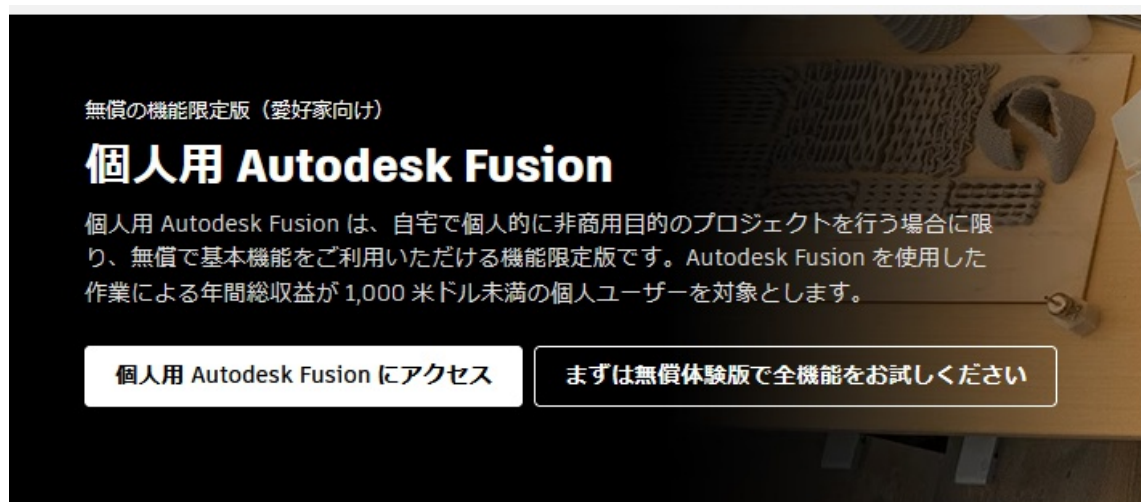 無償の機能限定版（愛好家向け）
個人用 Autodesk Fusion
個人用 Autodesk Fusion は、自宅で個人的に非商用目的のプロジェクトを行う場合に限
り、無償で基本機能をご利用いただける機能限定版です。Autodesk Fusion を使用した
作業による年間総収益が 1,000 米ドル未満の個人ユーザーを対象とします。
個人用 Autodesk Fusion にアクセス
まずは無償体験版で全機能をお試しください